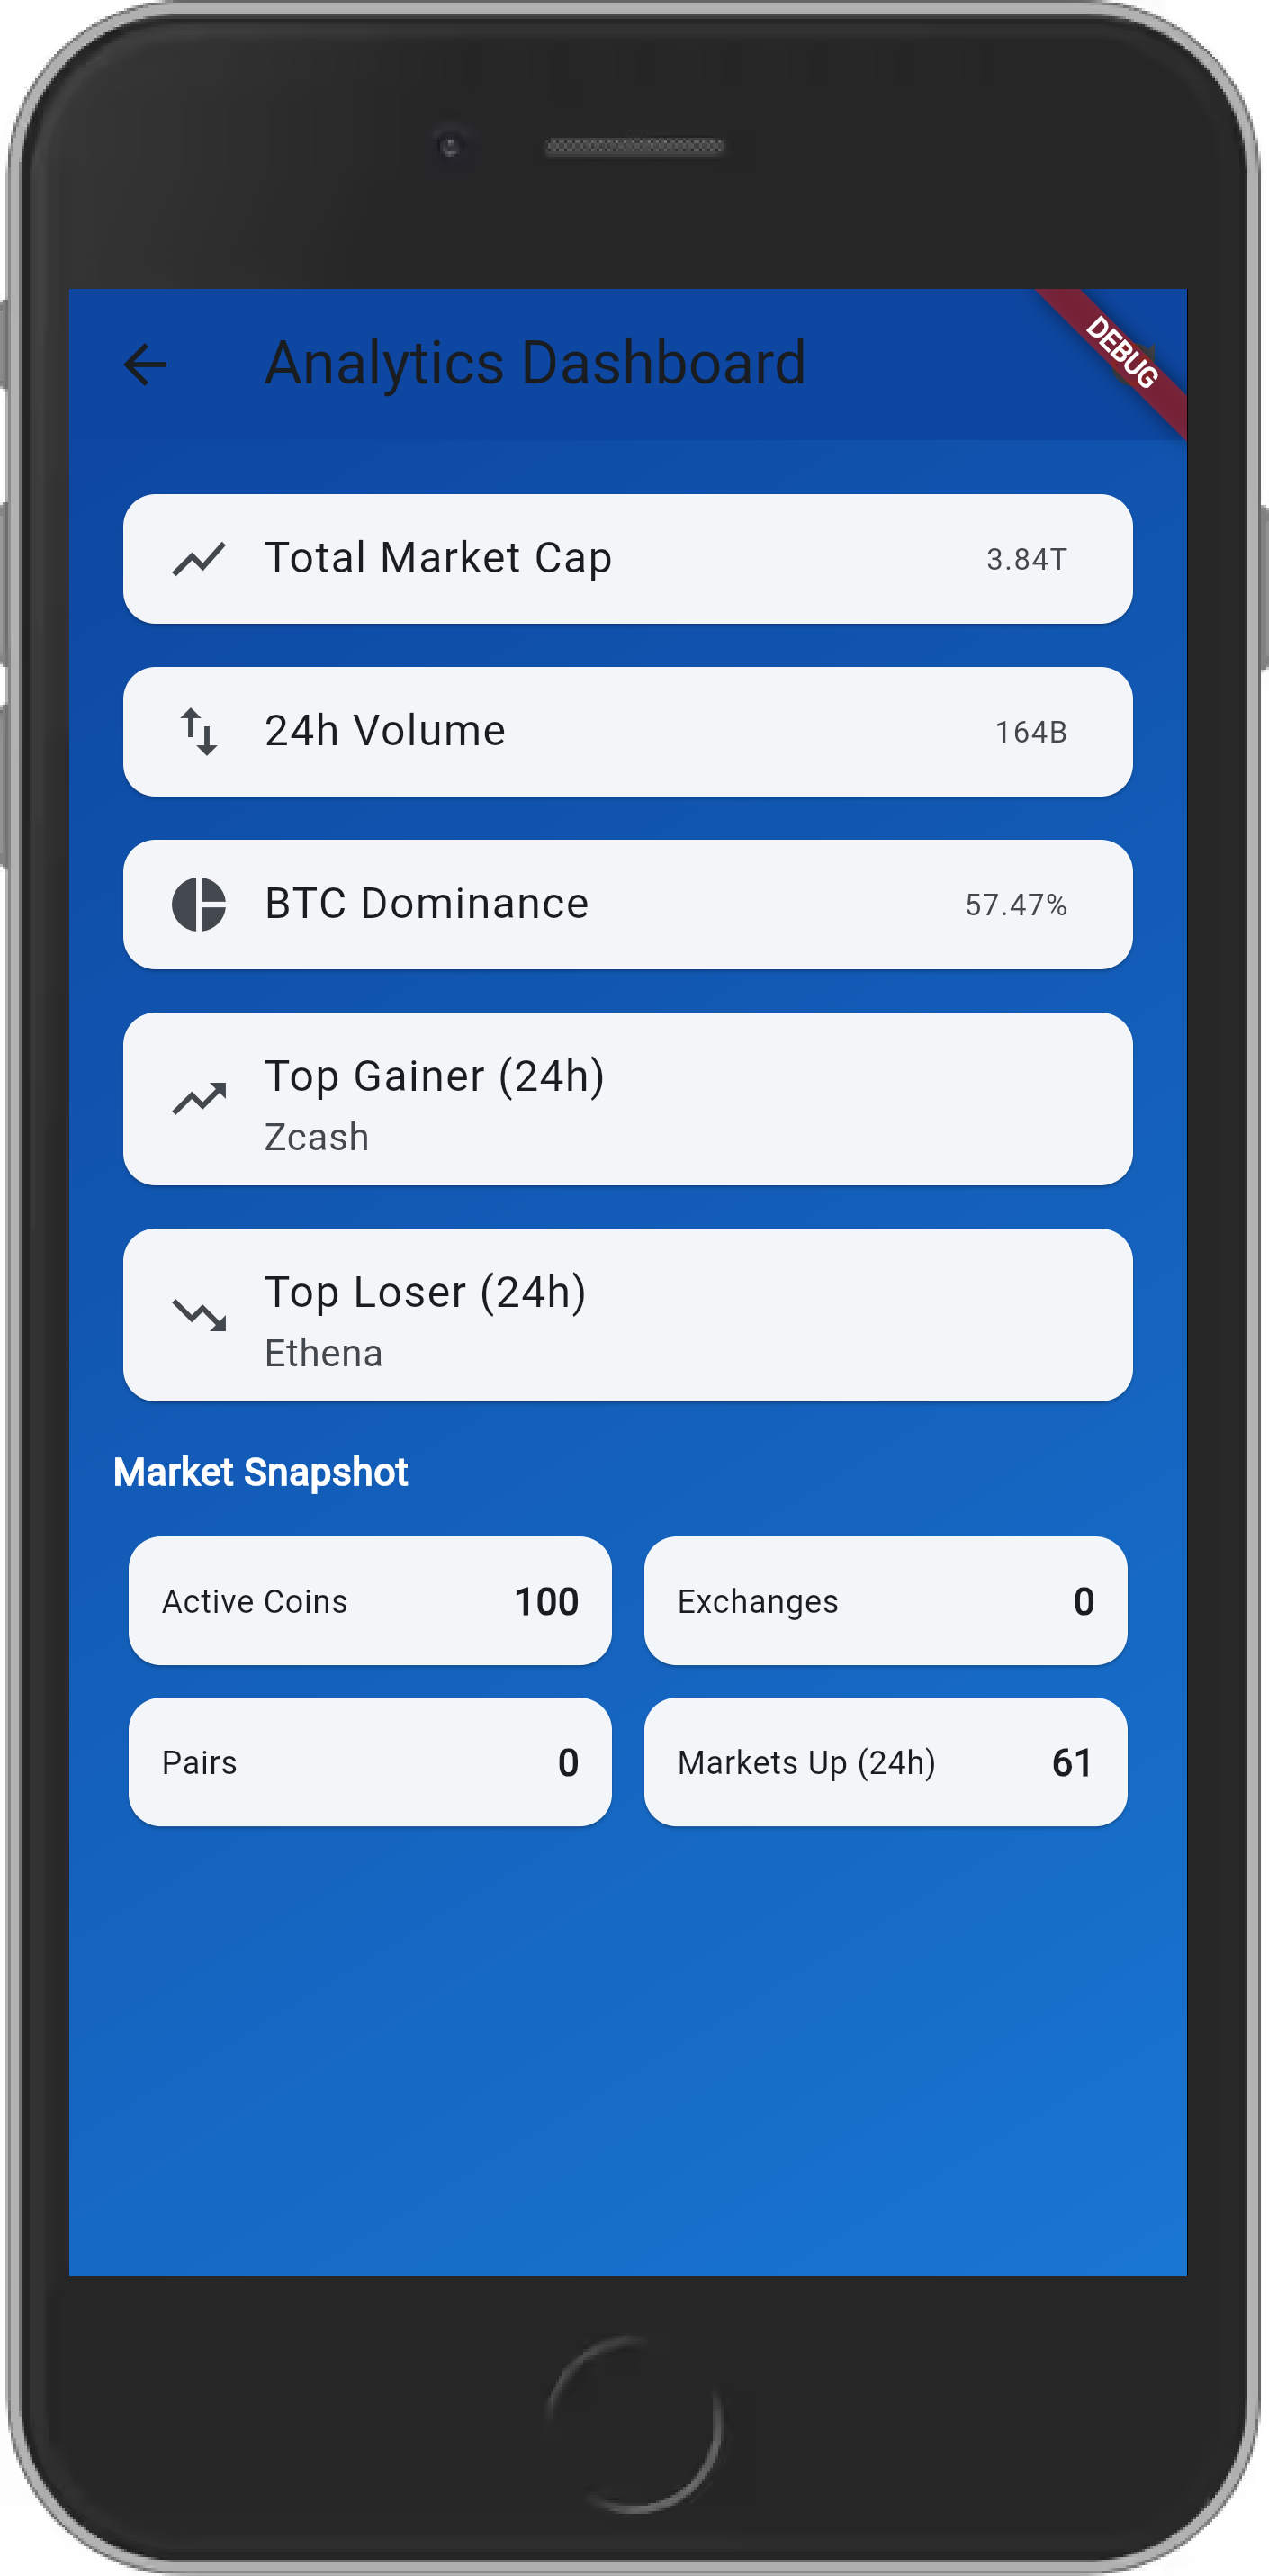 Analytics Dashboard
DEBUG
Total Market Cap 3.84T
24h Volume 164B
BTC Dominance 57.47%
Top Gainer (24h)
Zcash
Top Loser (24h)
Ethena
Market Snapshot
Active Coins 100 Exchanges 0
Pairs 0 Markets Up (24h) 61